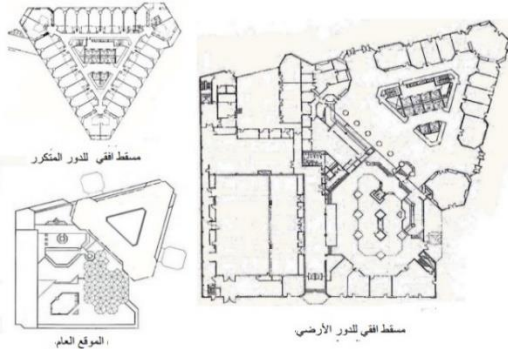 مسقط افقي للدور المتكرر
الموقع العام.
مسقط افقي للدور الأرضي.